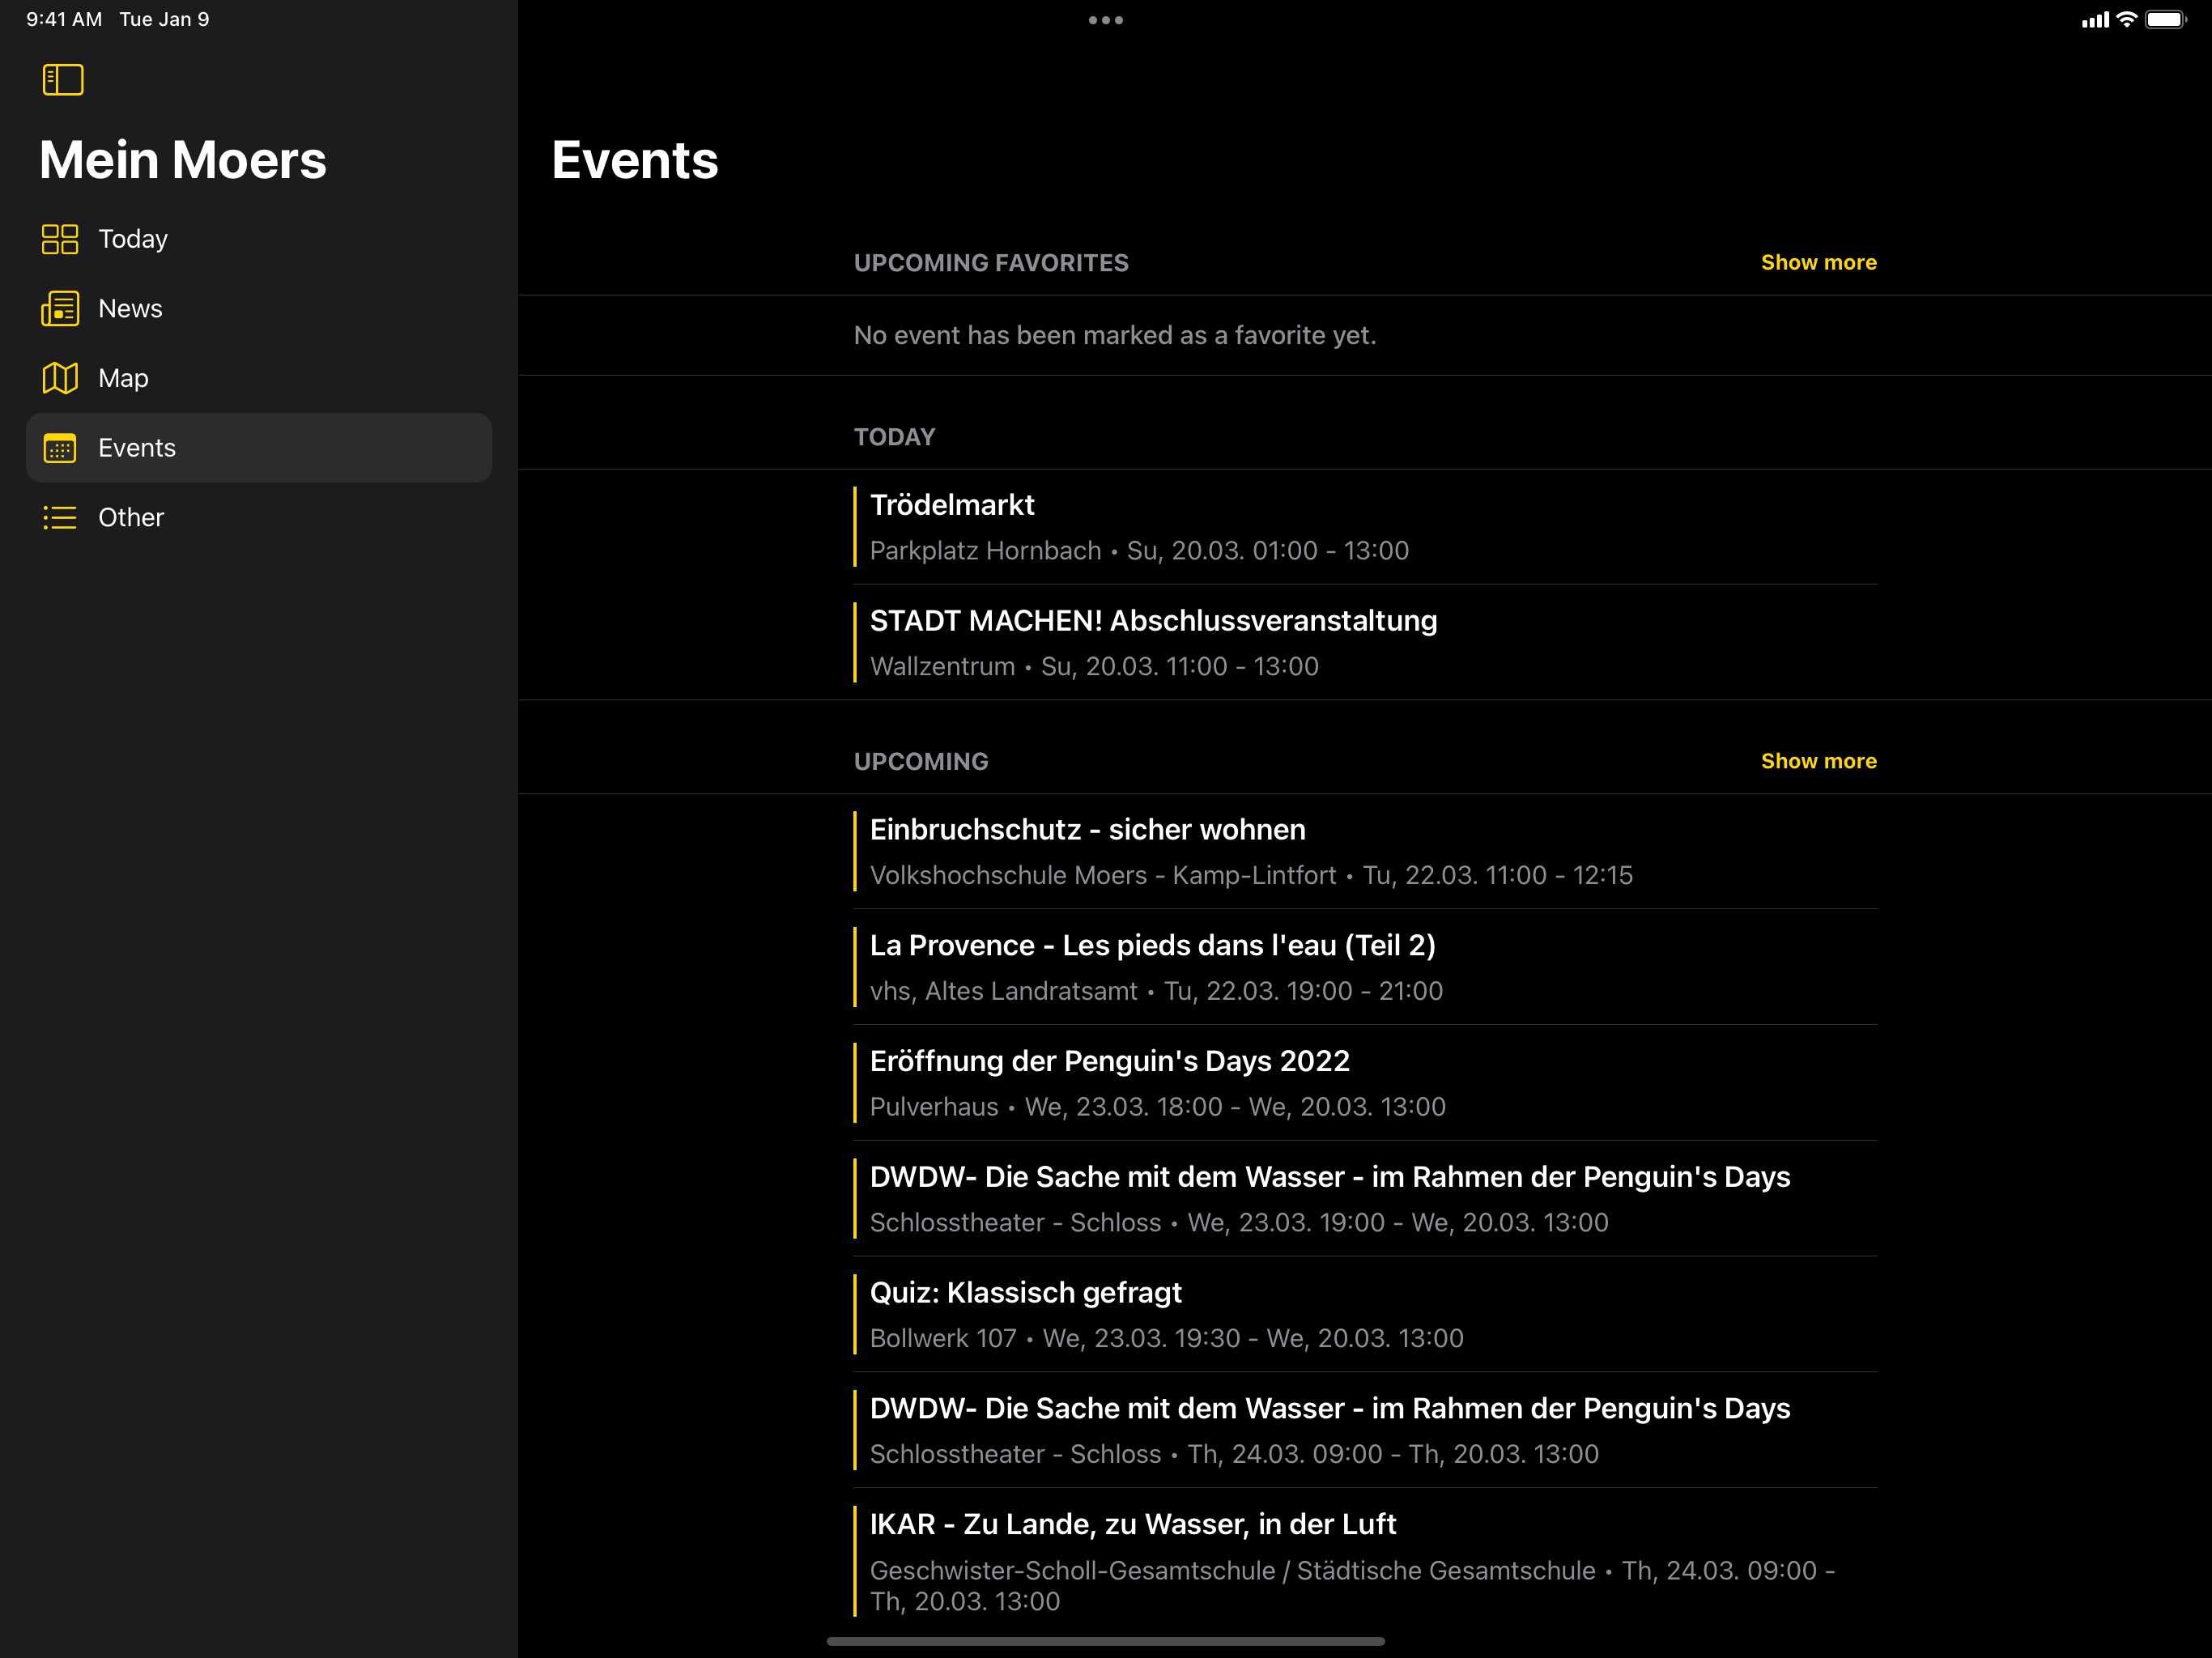 9:41 AM Tue Jan 9
Mein Moers
Today
News
Map
Events
Other
Events
UPCOMING FAVORITES Show more
No event has been marked as a favorite yet.
TODAY
Trödelmarkt
Parkplatz Hornbach • Su, 20.03. 01:00 - 13:00
STADT MACHEN! Abschlussveranstaltung
Wallzentrum • Su, 20.03. 11:00 - 13:00
UPCOMING Show more
Einbruchschutz - sicher wohnen
Volkshochschule Moers - Kamp-Lintfort • Tu, 22.03. 11:00 - 12:15
La Provence - Les pieds dans l'eau (Teil 2)
vhs, Altes Landratsamt • Tu, 22.03. 19:00 - 21:00
Eröffnung der Penguin's Days 2022
Pulverhaus • We, 23.03. 18:00 - We, 20.03. 13:00
DWDW- Die Sache mit dem Wasser - im Rahmen der Penguin's Days
Schlosstheater - Schloss • We, 23.03. 19:00 - We, 20.03. 13:00
Quiz: Klassisch gefragt
Bollwerk 107 • We, 23.03. 19:30 - We, 20.03. 13:00
DWDW- Die Sache mit dem Wasser - im Rahmen der Penguin's Days
Schlosstheater - Schloss • Th, 24.03. 09:00 - Th, 20.03. 13:00
IKAR - Zu Lande, zu Wasser, in der Luft
Geschwister-Scholl-Gesamtschule / Städtische Gesamtschule • Th, 24.03. 09:00 -
Th, 20.03. 13:00